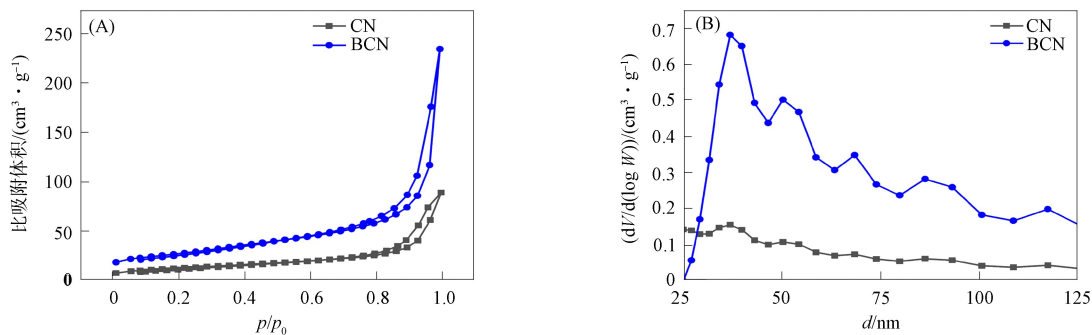 (A)
CN
BCN
比吸附体积/(cm³·g⁻¹)
250
200
150
100
50
0
0
0.2
0.4
0.6
0.8
1.0
p/p₀
(B)
CN
BCN
(dV/d(log W))/(cm³·g⁻¹)
0.7
0.6
0.5
0.4
0.3
0.2
0.1
0
25
50
75
100
125
d/nm